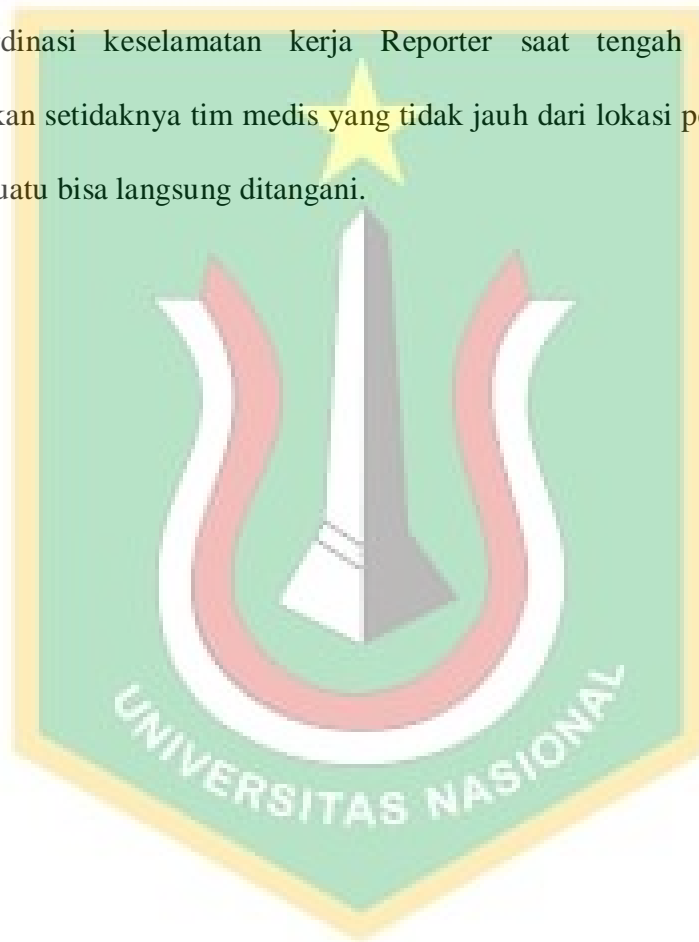 dinasi keselamatan kerja Reporter saat tengah
kan setidaknya tim medis yang tidak jauh dari lokasi pe
uatu bisa langsung ditangani.
UNIVERSITAS NASIONAL